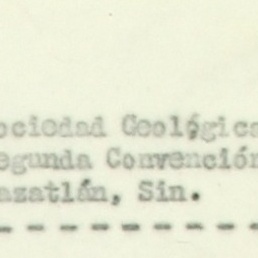 ociedad Geológica
egunda Convención
azatlán, Sin.
- - - - - - - - -